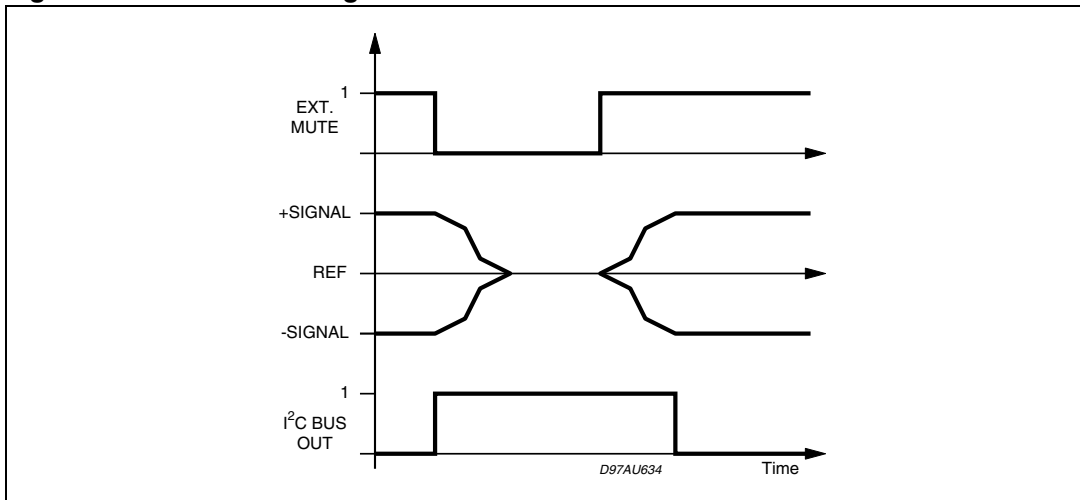 1
EXT.
MUTE
+SIGNAL
REF
-SIGNAL
1
I²C BUS
OUT
D97AU634
Time